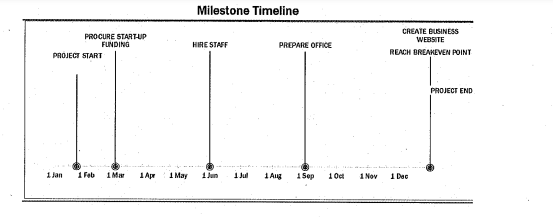 Milestone Timeline
CREATE BUSINESS
WEBSITE
PROCURE START-UP
FUNDING
HIRE STAFF
PREPARE OFFICE
REACH BREAKEVEN POINT
PROJECT START
PROJECT END
1 Jan 1 Feb 1 Mar 1 Apr 1 May 1 Jun 1 Jul 1 Aug 1 Sep 1 Oct 1 Nov 1 Dec